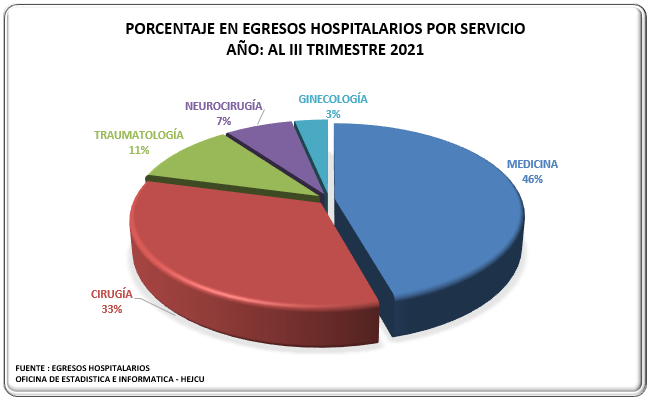 PORCENTAJE EN EGRESOS HOSPITALARIOS POR SERVICIO
AÑO: AL III TRIMESTRE 2021
GINECOLOGÍA
3%
NEUROCIRUGÍA
7%
TRAUMATOLOGÍA
11%
MEDICINA
46%
CIRUGÍA
33%
FUENTE : EGRESOS HOSPITALARIOS
OFICINA DE ESTADISTICA E INFORMATICA - HEJCU